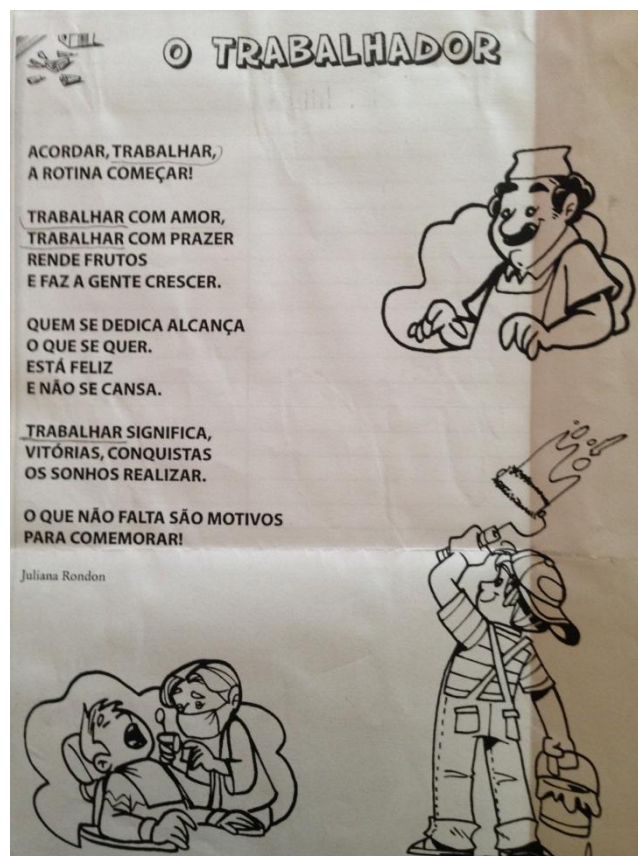 O TRABALHADOR
ACORDAR, TRABALHAR,
A ROTINA COMEÇAR!
TRABALHAR COM AMOR,
TRABALHAR COM PRAZER
RENDE FRUTOS
E FAZ A GENTE CRESCER.
QUEM SE DEDICA ALCANÇA
O QUE SE QUER.
ESTÁ FELIZ
E NÃO SE CANSA.
TRABALHAR SIGNIFICA,
VITÓRIAS, CONQUISTAS
OS SONHOS REALIZAR.
O QUE NÃO FALTA SÃO MOTIVOS
PARA COMEMORAR!
Juliana Rondon